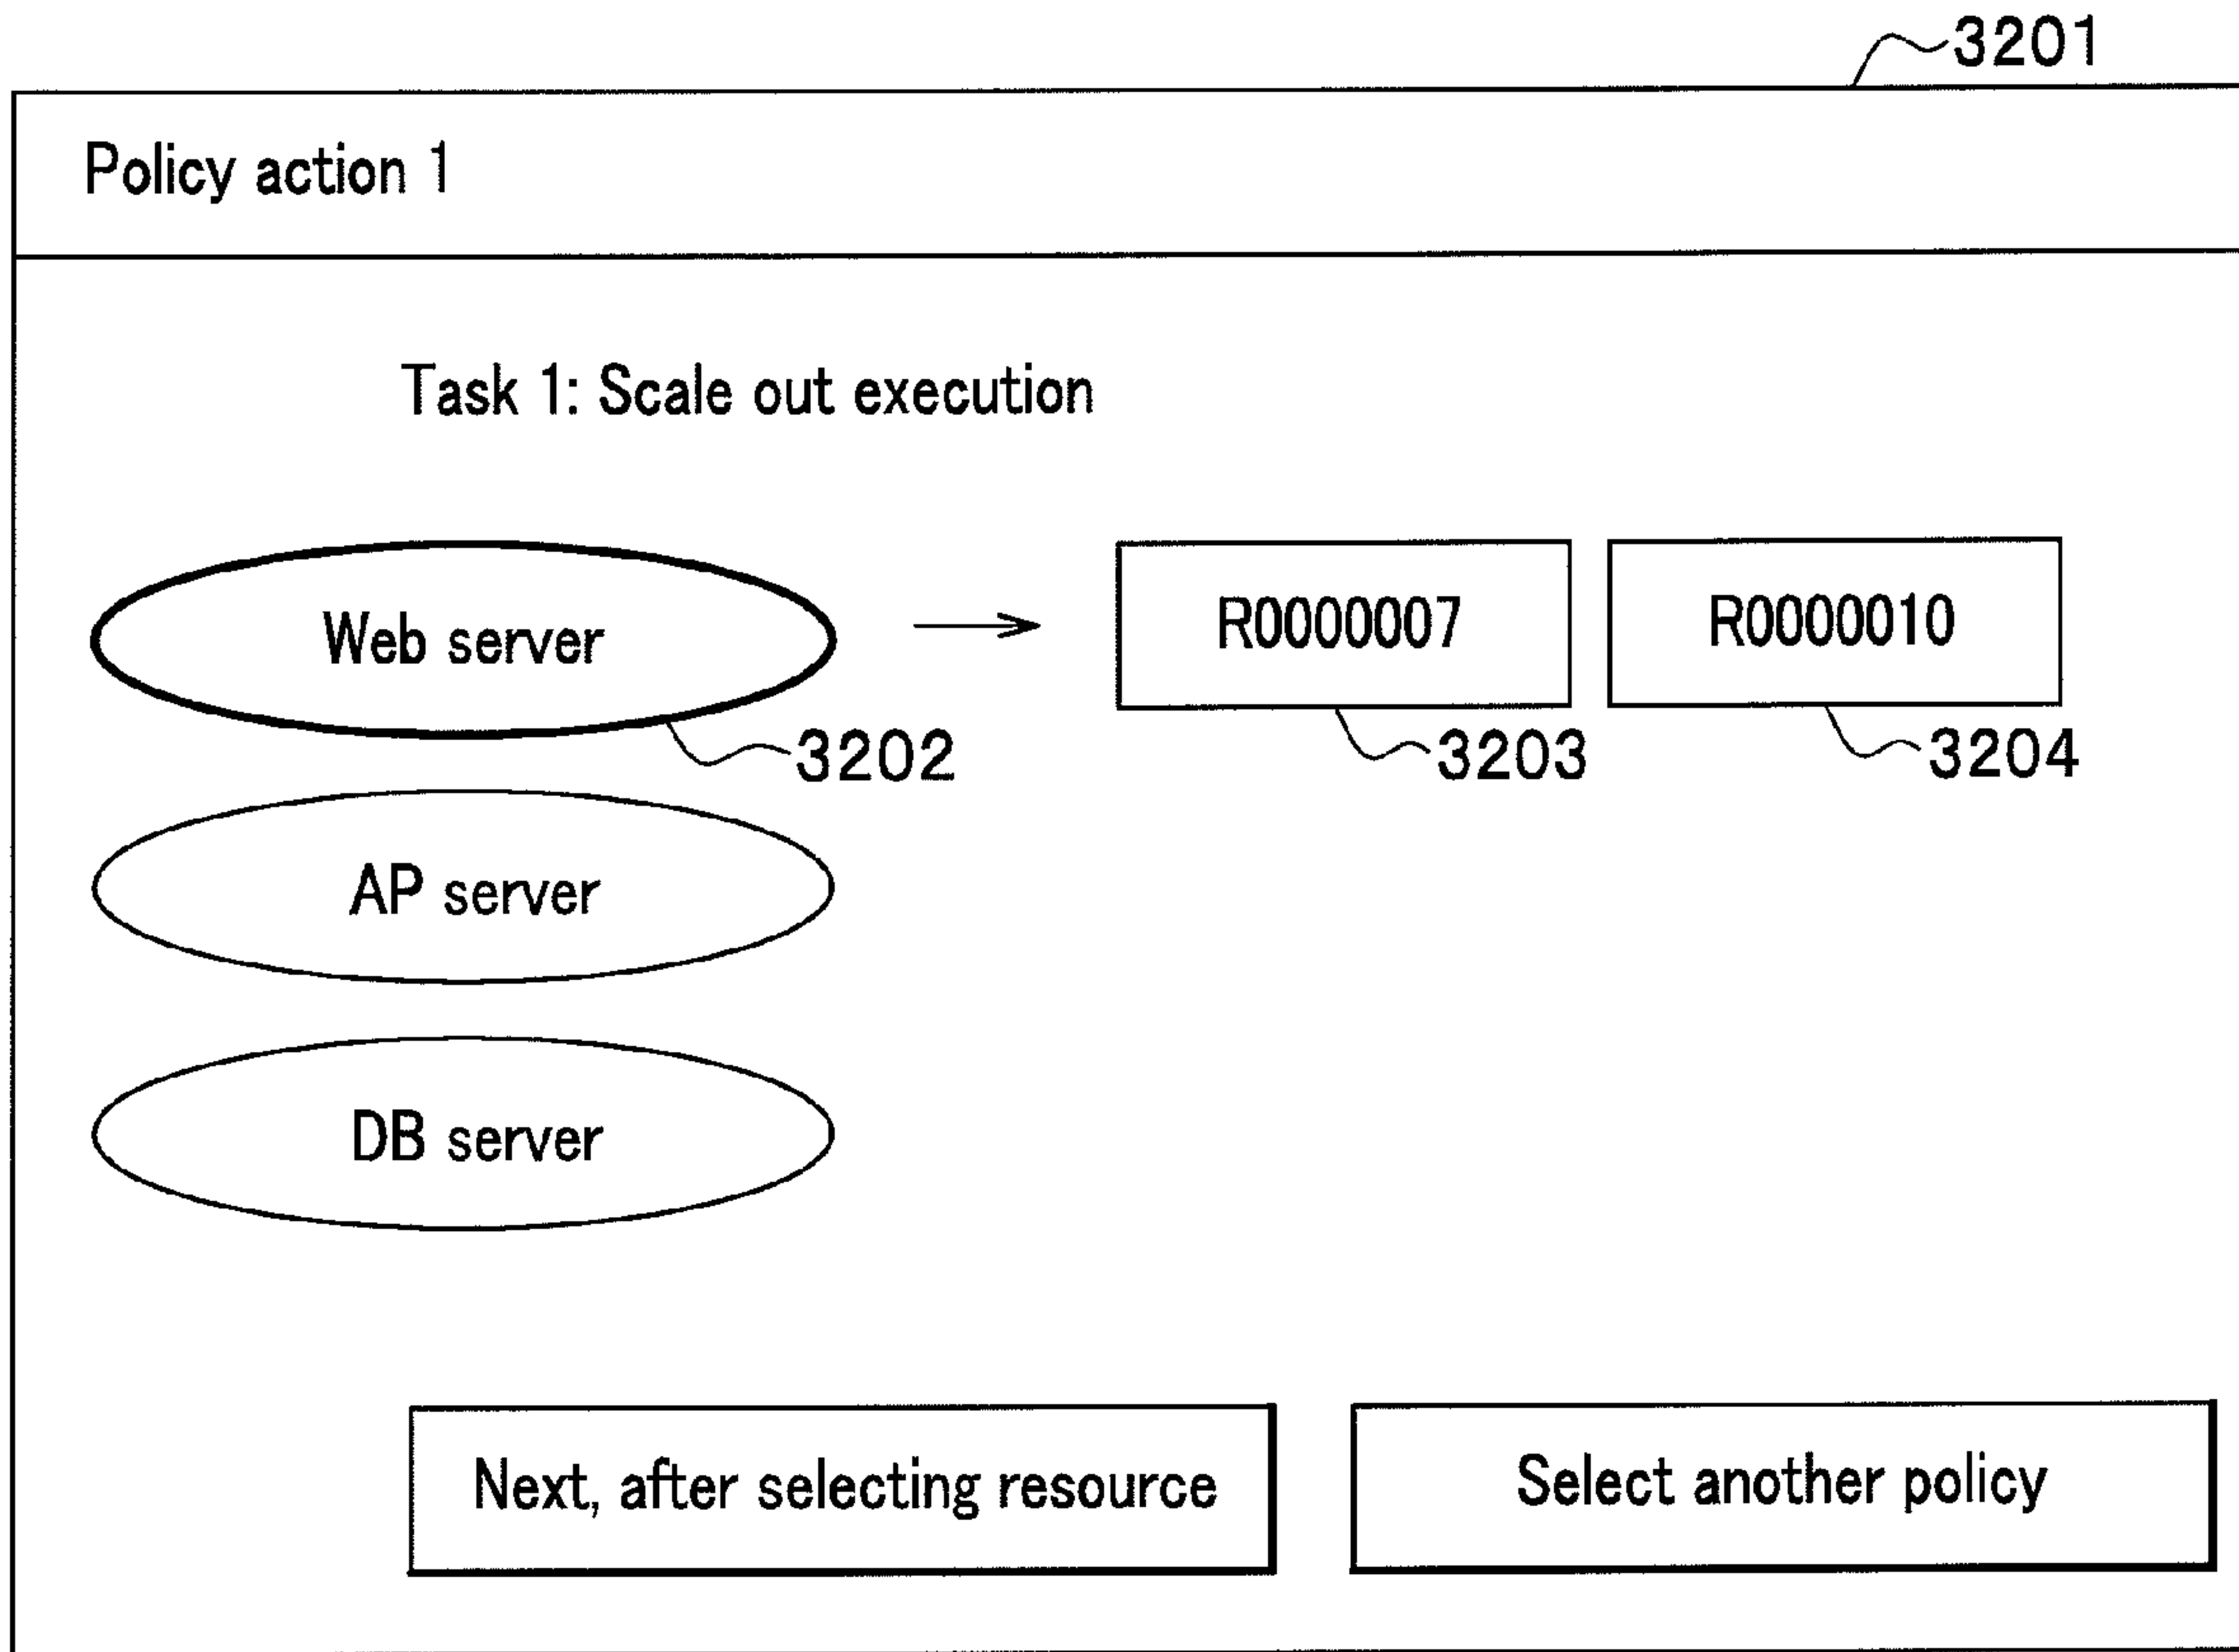 3201
Policy action 1
Task 1: Scale out execution
Web server
R0000007
R0000010
3202
3203
3204
AP server
DB server
Next, after selecting resource
Select another policy